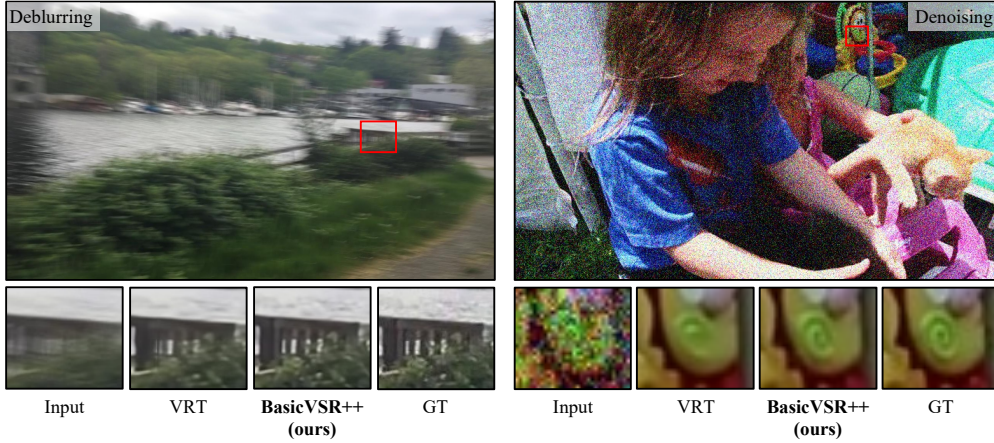 Deblurring
Denoising
Input
VRT
BasicVSR++
(ours)
GT
Input
VRT
BasicVSR++
(ours)
GT